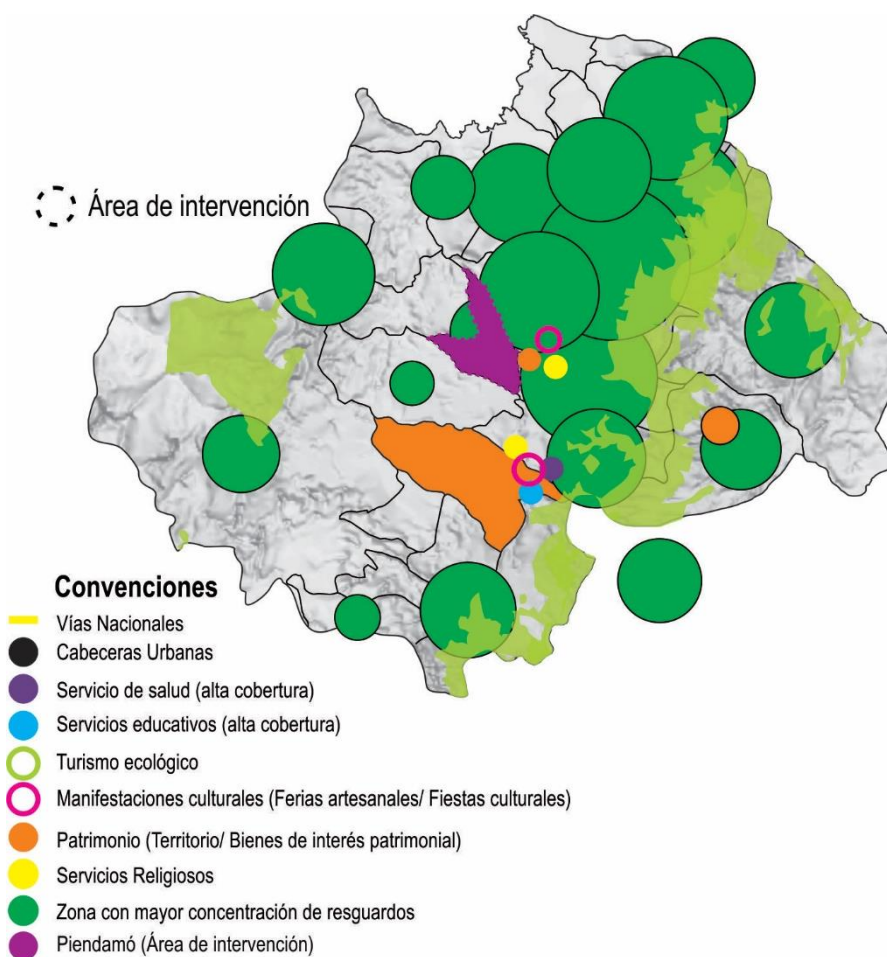 Área de intervención
Convenciones
Vías Nacionales
Cabeceras Urbanas
Servicio de salud (alta cobertura)
Servicios educativos (alta cobertura)
Turismo ecológico
Manifestaciones culturales (Ferias artesanales/ Fiestas culturales)
Patrimonio (Territorio/ Bienes de interés patrimonial)
Servicios Religiosos
Zona con mayor concentración de resguardos
Piendamó (Área de intervención)